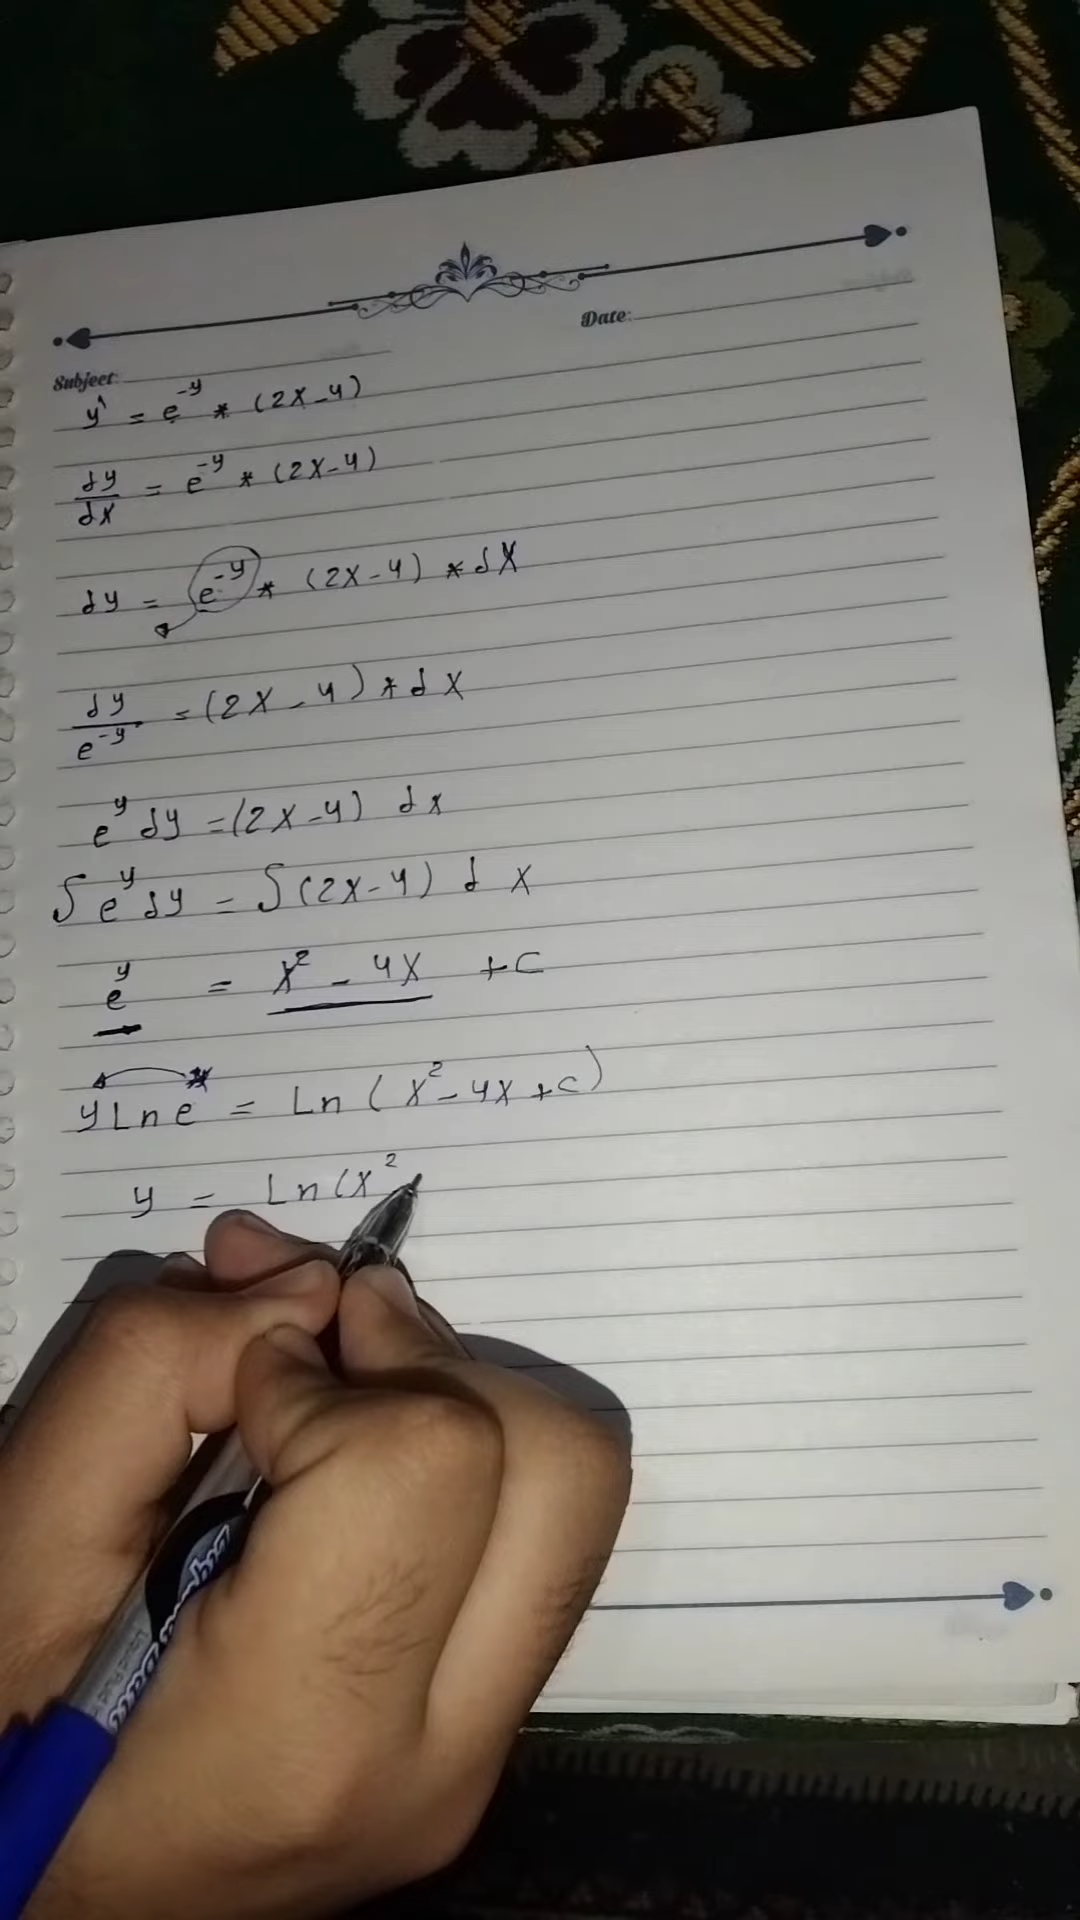 Date:
Subject:
y' = e^-y * (2x-4)
dy/dx = e^-y * (2x-4)
dy = e^-y * (2x-4) * dx
dy/e^-y = (2x-4) * dx
e^y dy = (2x-4) dx
∫ e^y dy = ∫ (2x-4) dx
e^y = x² - 4x + c
y Ln e = Ln (x² - 4x + c)
y = Ln (x²